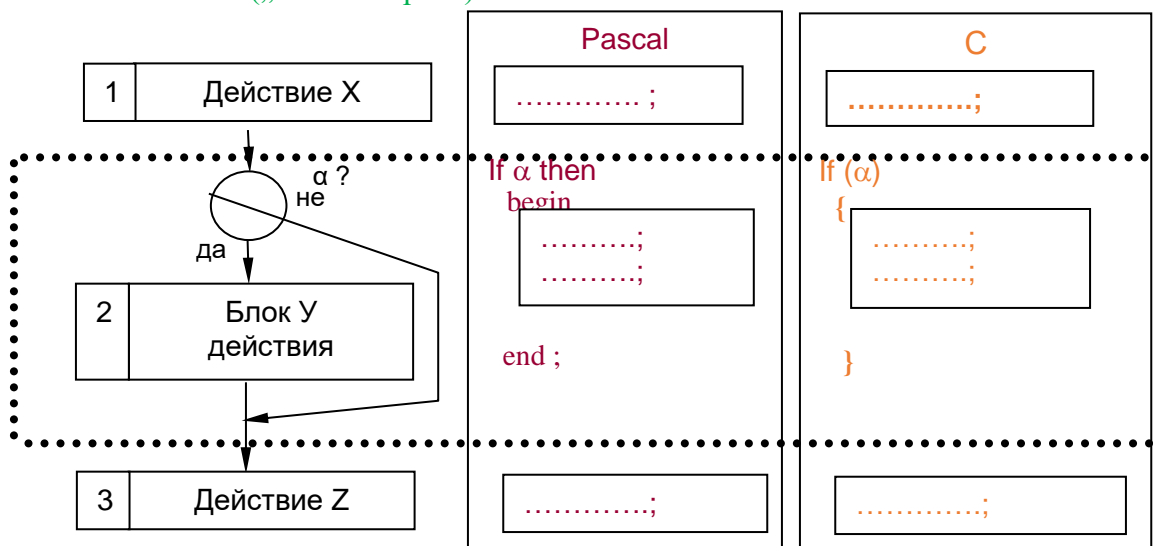 Pascal
C
1 Действие X
............. ;
.............;
α ?
не
да
If α then
begin
..........;
..........;
end ;
If (α)
{
..........;
..........;
}
2 Блок У
действия
3 Действие Z
.............;
.............;